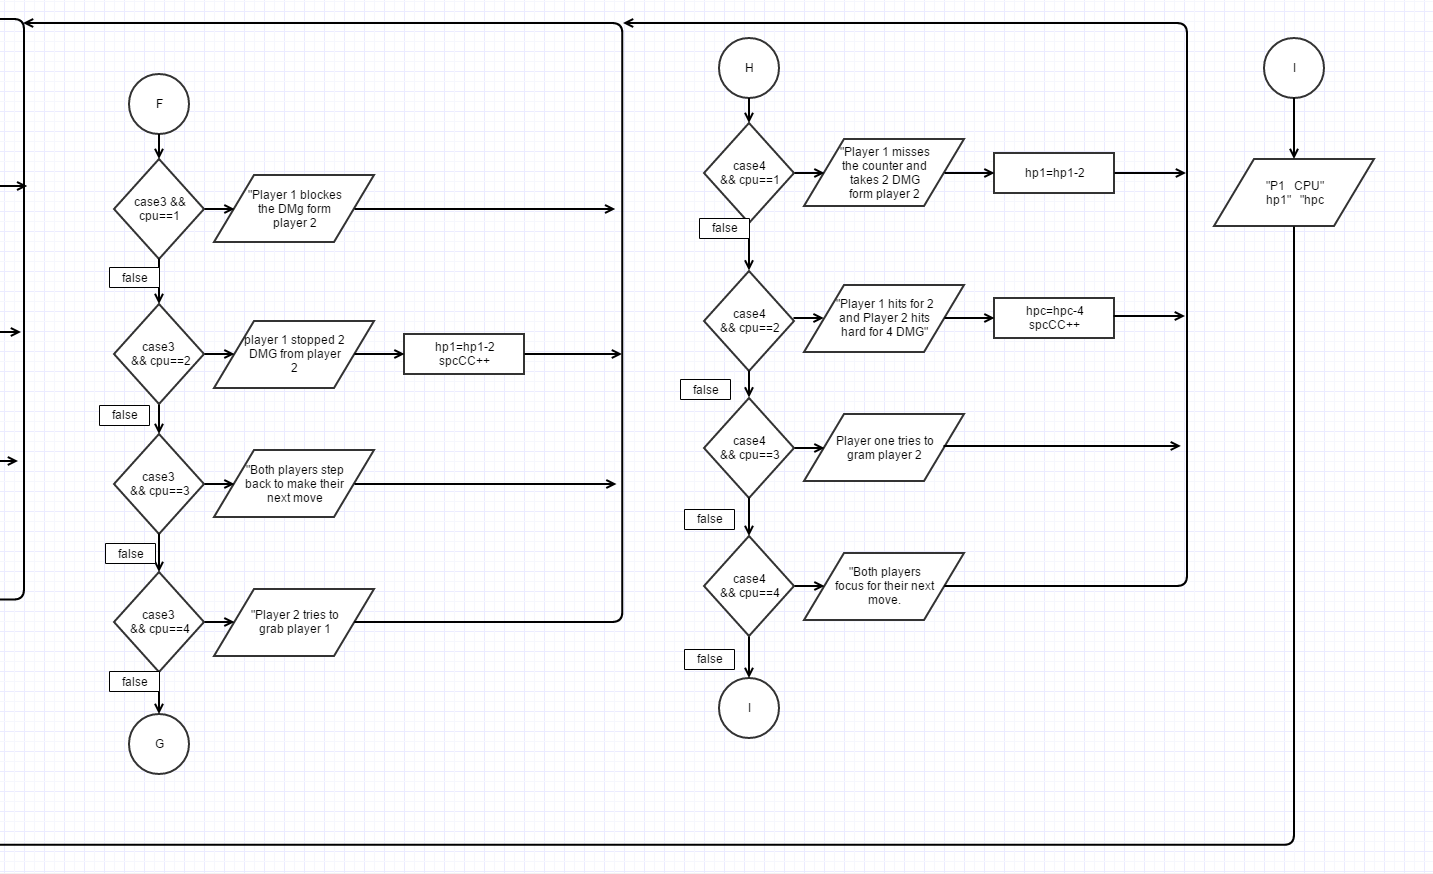 F
case3 &&
cpu==1
"Player 1 blockes
the DMg form
player 2
false
case3
&& cpu==2
player 1 stopped 2
DMG from player
2
hp1=hp1-2
spcCC++
false
case3
&& cpu==3
"Both players step
back to make their
next move
false
case3
&& cpu==4
"Player 2 tries to
grab player 1
false
G
H
case4
&& cpu==1
"Player 1 misses
the counter and
takes 2 DMG
form player 2
hp1=hp1-2
false
case4
&& cpu==2
"Player 1 hits for 2
and Player 2 hits
hard for 4 DMG"
hpc=hpc-4
spcCC++
false
case4
&& cpu==3
Player one tries to
gram player 2
false
case4
&& cpu==4
"Both players
focus for their next
move.
false
I
I
"P1 CPU"
hp1" "hpc